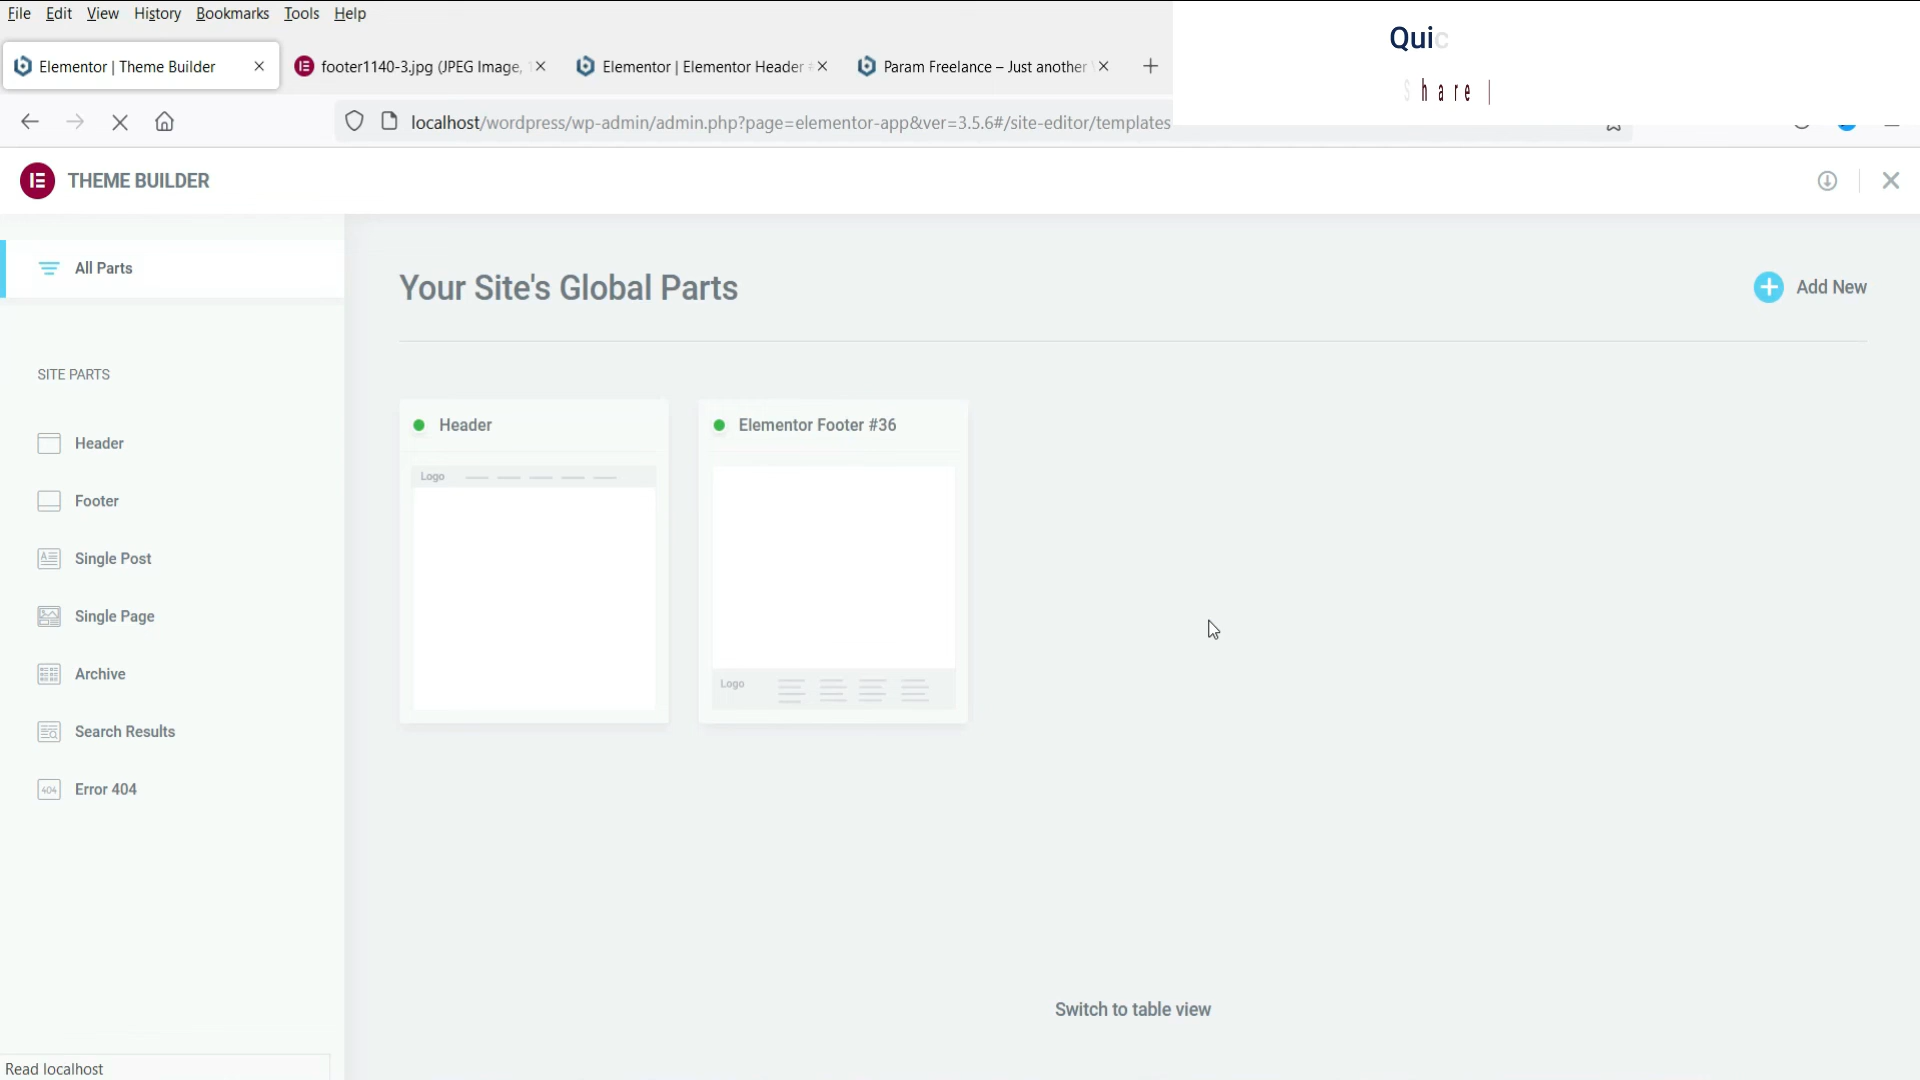 File Edit View History Bookmarks Tools Help
Qui
Share |
Elementor | Theme Builder
footer1140-3.jpg (JPEG Image,
Elementor | Elementor Header
Param Freelance – Just another
localhost/wordpress/wp-admin/admin.php?page=elementor-app&ver=3.5.6#/site-editor/templates
THEME BUILDER
All Parts
Your Site's Global Parts
Add New
SITE PARTS
Header
Footer
Single Post
Single Page
Archive
Search Results
404
Error 404
Header
Logo
Elementor Footer #36
Logo
Switch to table view
Read localhost